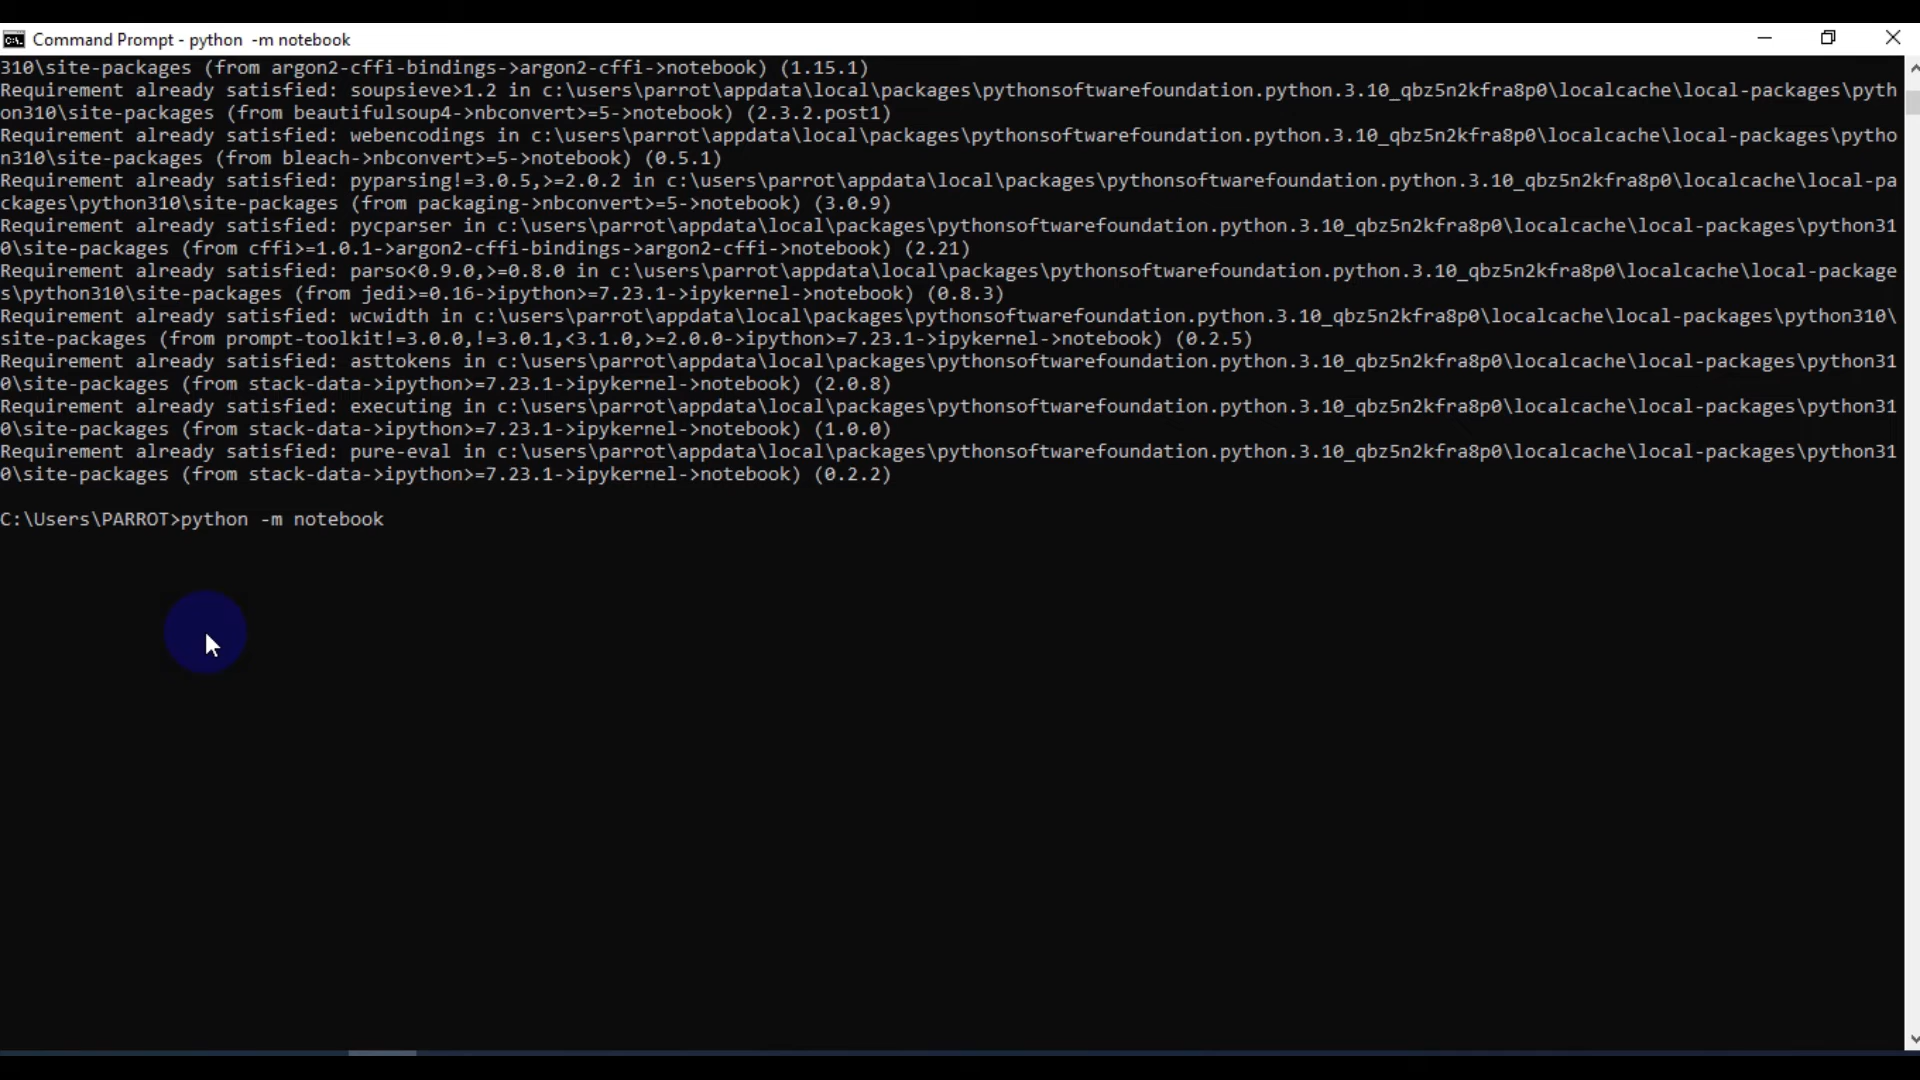 Command Prompt - python  -m notebook
310\site-packages (from argon2-cffi-bindings->argon2-cffi->notebook) (1.15.1)
Requirement already satisfied: soupsieve>1.2 in c:\users\parrot\appdata\local\packages\pythonsoftwarefoundation.python.3.10_qbz5n2kfra8p0\localcache\local-packages\pyth
on310\site-packages (from beautifulsoup4->nbconvert>=5->notebook) (2.3.2.post1)
Requirement already satisfied: webencodings in c:\users\parrot\appdata\local\packages\pythonsoftwarefoundation.python.3.10_qbz5n2kfra8p0\localcache\local-packages\pytho
n310\site-packages (from bleach->nbconvert>=5->notebook) (0.5.1)
Requirement already satisfied: pyparsing!=3.0.5,>=2.0.2 in c:\users\parrot\appdata\local\packages\pythonsoftwarefoundation.python.3.10_qbz5n2kfra8p0\localcache\local-pa
ckages\python310\site-packages (from packaging->nbconvert>=5->notebook) (3.0.9)
Requirement already satisfied: pycparser in c:\users\parrot\appdata\local\packages\pythonsoftwarefoundation.python.3.10_qbz5n2kfra8p0\localcache\local-packages\python31
0\site-packages (from cffi>=1.0.1->argon2-cffi-bindings->argon2-cffi->notebook) (2.21)
Requirement already satisfied: parso<0.9.0,>=0.8.0 in c:\users\parrot\appdata\local\packages\pythonsoftwarefoundation.python.3.10_qbz5n2kfra8p0\localcache\local-package
s\python310\site-packages (from jedi>=0.16->ipython>=7.23.1->ipykernel->notebook) (0.8.3)
Requirement already satisfied: wcwidth in c:\users\parrot\appdata\local\packages\pythonsoftwarefoundation.python.3.10_qbz5n2kfra8p0\localcache\local-packages\python310\
site-packages (from prompt-toolkit!=3.0.0,!=3.0.1,<3.1.0,>=2.0.0->ipython>=7.23.1->ipykernel->notebook) (0.2.5)
Requirement already satisfied: asttokens in c:\users\parrot\appdata\local\packages\pythonsoftwarefoundation.python.3.10_qbz5n2kfra8p0\localcache\local-packages\python31
0\site-packages (from stack-data->ipython>=7.23.1->ipykernel->notebook) (2.0.8)
Requirement already satisfied: executing in c:\users\parrot\appdata\local\packages\pythonsoftwarefoundation.python.3.10_qbz5n2kfra8p0\localcache\local-packages\python31
0\site-packages (from stack-data->ipython>=7.23.1->ipykernel->notebook) (1.0.0)
Requirement already satisfied: pure-eval in c:\users\parrot\appdata\local\packages\pythonsoftwarefoundation.python.3.10_qbz5n2kfra8p0\localcache\local-packages\python31
0\site-packages (from stack-data->ipython>=7.23.1->ipykernel->notebook) (0.2.2)
C:\Users\PARROT>python -m notebook